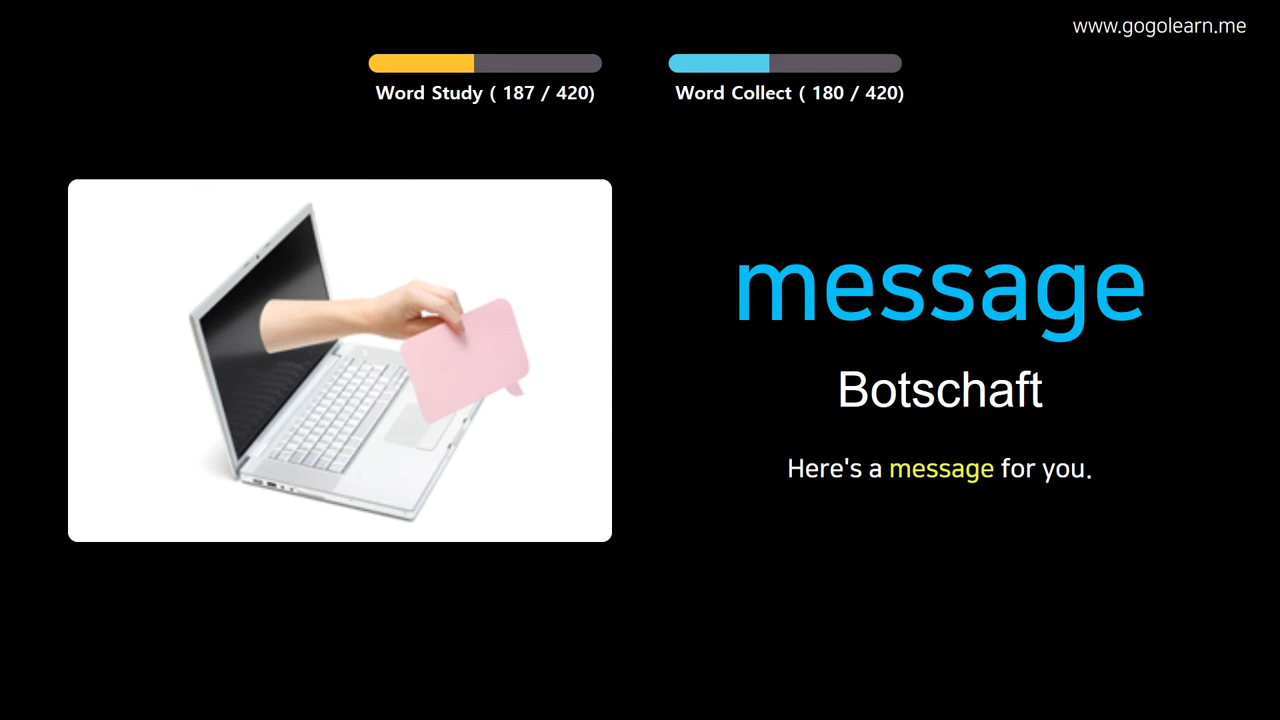 www.gogolearn.me
Word Study ( 187 / 420)
Word Collect ( 180 / 420)
message
Botschaft
Here's a message for you.